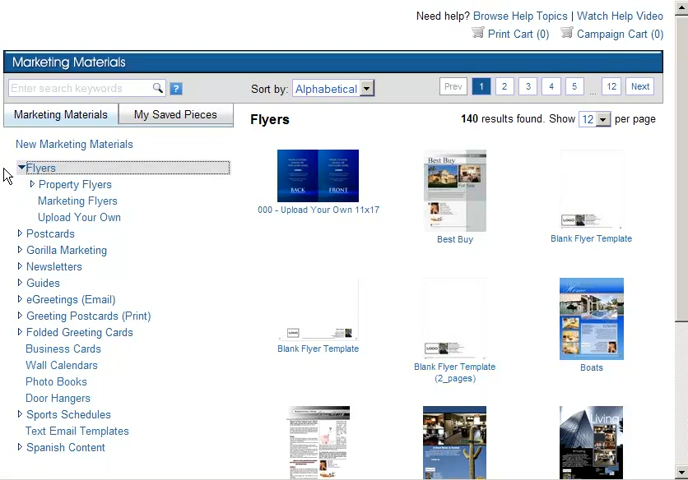 Need help? Browse Help Topics | Watch Help Video
Print Cart (0) Campaign Cart (0)
Marketing Materials
Enter search keywords ? Sort by: Alphabetical Prev 1 2 3 4 5 ... 12 Next
Marketing Materials My Saved Pieces
Flyers 140 results found. Show 12 per page
New Marketing Materials
Flyers
Property Flyers
Marketing Flyers
Upload Your Own
Postcards
Gorilla Marketing
Newsletters
Guides
eGreetings (Email)
Greeting Postcards (Print)
Folded Greeting Cards
Business Cards
Wall Calendars
Photo Books
Door Hangers
Sports Schedules
Text Email Templates
Spanish Content
BACK FRONT
000 - Upload Your Own 11x17
Best Buy
Best Buy
LOGO
Blank Flyer Template
LOGO
Blank Flyer Template
LOGO
Blank Flyer Template
(2_pages)
Home
Boats
Living